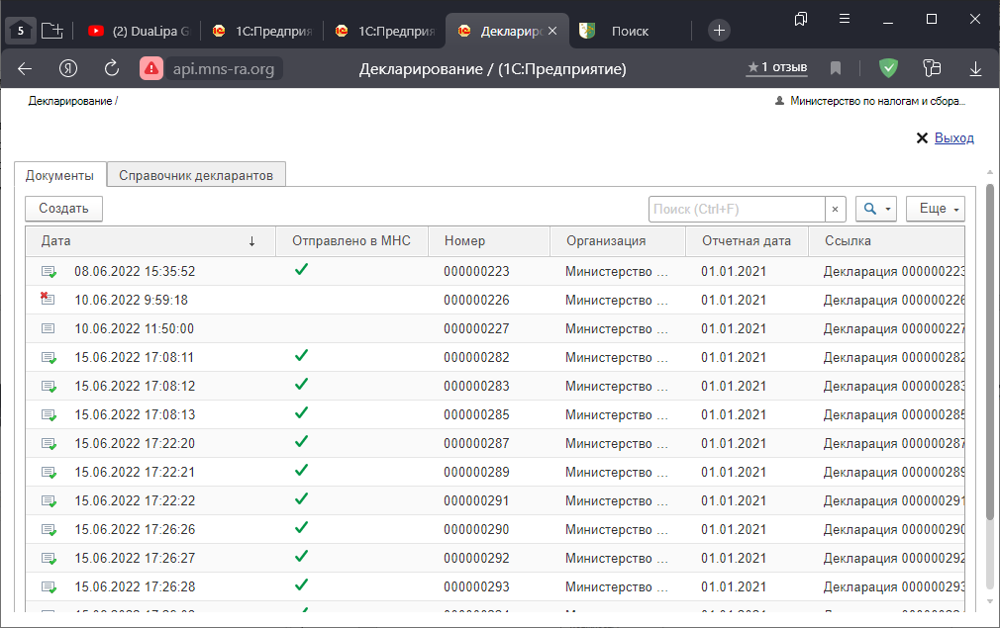 5 (2) DuaLipa G 1С:Предприя 1С:Предпри Деклариро Поиск
Я api.mns-ra.org Декларирование / (1С:Предприятие) 1 отзыв
Декларирование / Министерство по налогам и сбора...
Выход
Документы Справочник декларантов
Создать Поиск (Ctrl+F) × Еще
Дата ↓ Отправлено в МНС Номер Организация Отчетная дата Ссылка
08.06.2022 15:35:52 000000223 Министерство ... 01.01.2021 Декларация 000000223
10.06.2022 9:59:18 000000226 Министерство ... 01.01.2021 Декларация 000000226
10.06.2022 11:50:00 000000227 Министерство ... 01.01.2021 Декларация 000000227
15.06.2022 17:08:11 000000282 Министерство ... 01.01.2021 Декларация 000000282
15.06.2022 17:08:12 000000283 Министерство ... 01.01.2021 Декларация 000000283
15.06.2022 17:08:13 000000285 Министерство ... 01.01.2021 Декларация 000000285
15.06.2022 17:22:20 000000287 Министерство ... 01.01.2021 Декларация 000000287
15.06.2022 17:22:21 000000289 Министерство ... 01.01.2021 Декларация 000000289
15.06.2022 17:22:22 000000291 Министерство ... 01.01.2021 Декларация 000000291
15.06.2022 17:26:26 000000290 Министерство ... 01.01.2021 Декларация 000000290
15.06.2022 17:26:27 000000292 Министерство ... 01.01.2021 Декларация 000000292
15.06.2022 17:26:28 000000293 Министерство ... 01.01.2021 Декларация 000000293